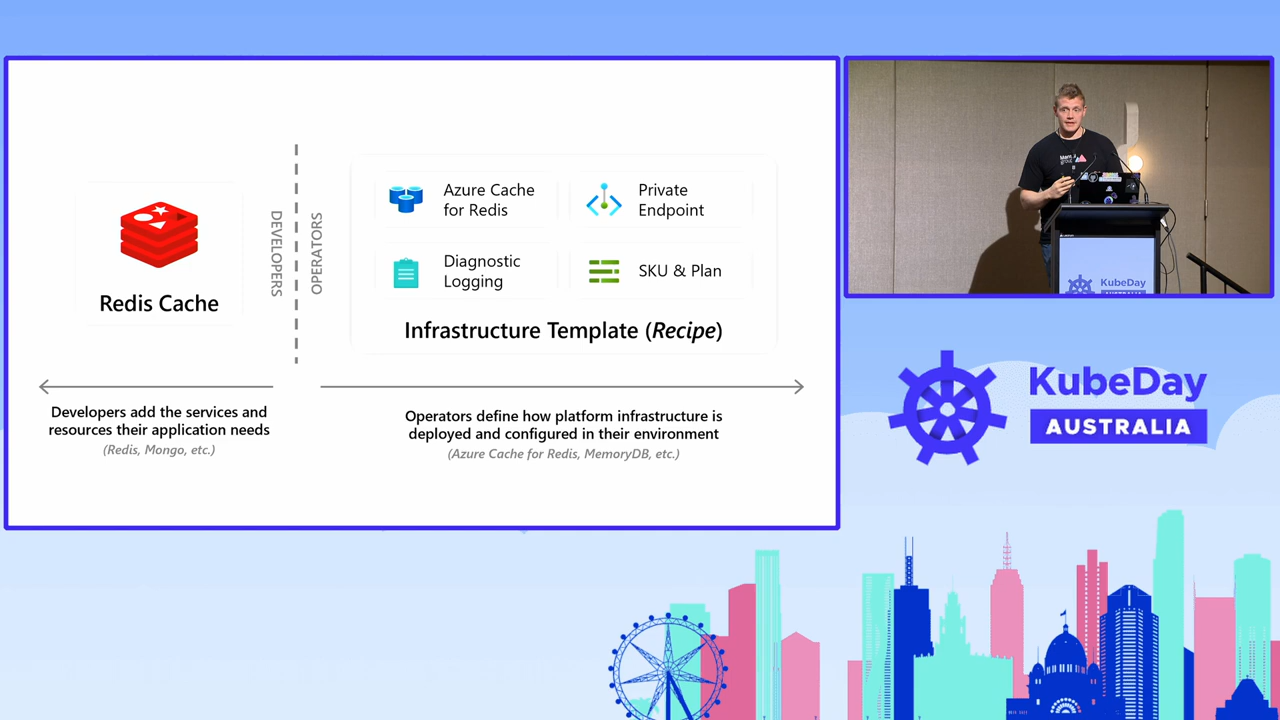 Redis Cache
DEVELOPERS
OPERATORS
Azure Cache
for Redis
Private
Endpoint
Diagnostic
Logging
SKU & Plan
Infrastructure Template (Recipe)
Developers add the services and
resources their application needs
(Redis, Mongo, etc.)
Operators define how platform infrastructure is
deployed and configured in their environment
(Azure Cache for Redis, MemoryDB, etc.)
KubeDay
KubeDay
AUSTRALIA